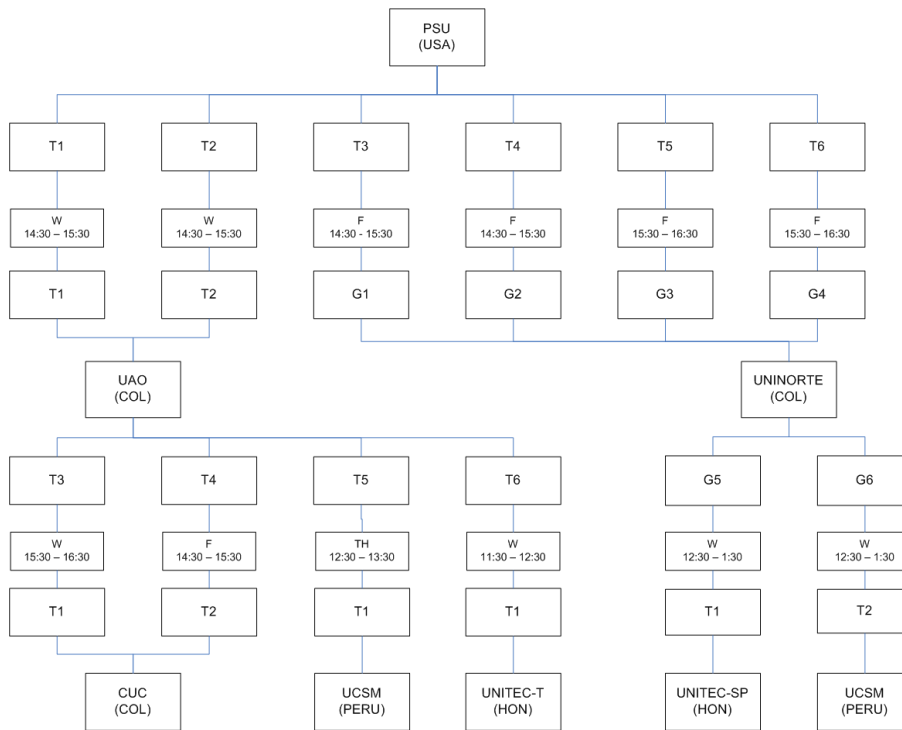 PSU
(USA)
T1
T2
T3
T4
T5
T6
W
14:30 – 15:30
W
14:30 – 15:30
F
14:30 - 15:30
F
14:30 – 15:30
F
15:30 – 16:30
F
15:30 – 16:30
T1
T2
G1
G2
G3
G4
UAO
(COL)
UNINORTE
(COL)
T3
T4
T5
T6
G5
G6
W
15:30 – 16:30
F
14:30 – 15:30
TH
12:30 – 13:30
W
11:30 – 12:30
W
12:30 – 1:30
W
12:30 – 1:30
T1
T2
T1
T1
T1
T2
CUC
(COL)
UCSM
(PERU)
UNITEC-T
(HON)
UNITEC-SP
(HON)
UCSM
(PERU)